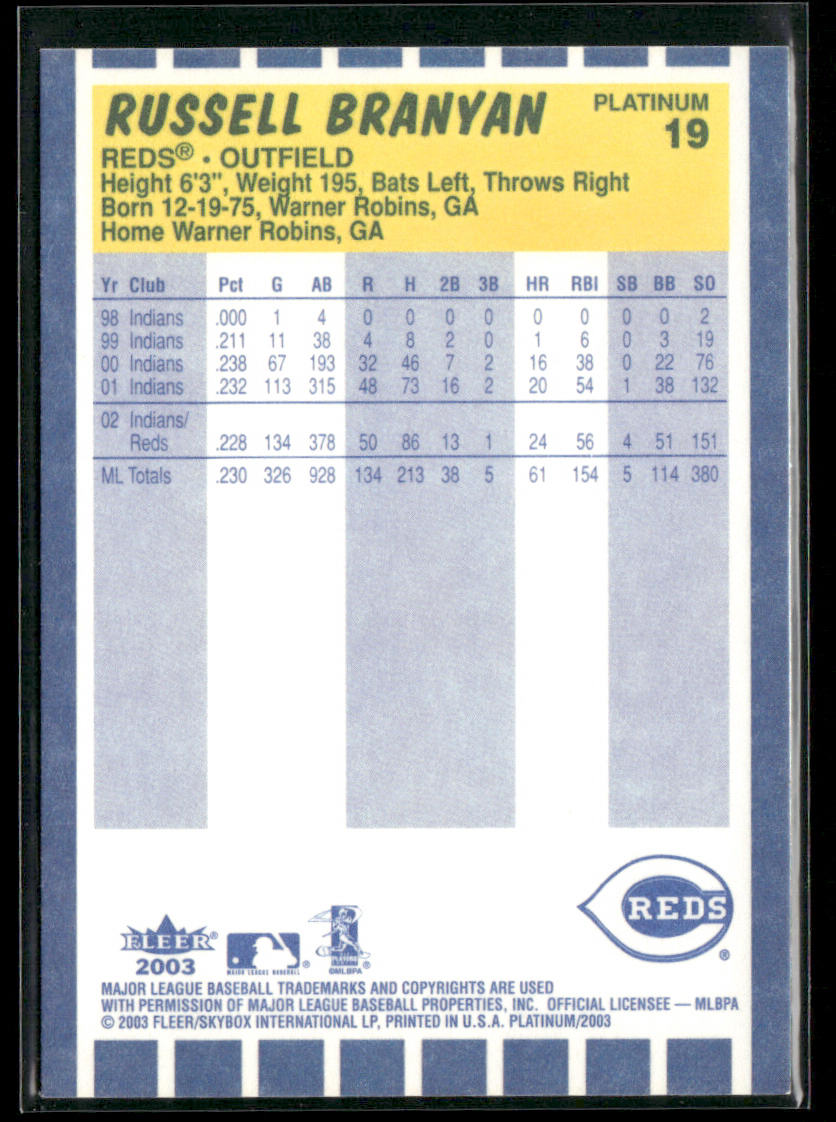 RUSSELL BRANYAN
PLATINUM
19
REDS® • OUTFIELD
Height 6'3", Weight 195, Bats Left, Throws Right
Born 12-19-75, Warner Robins, GA
Home Warner Robins, GA
Yr Club Pct G AB R H 2B 3B HR RBI SB BB SO
98 Indians .000 1 4 0 0 0 0 0 0 0 0 2
99 Indians .211 11 38 4 8 2 0 1 6 0 3 19
00 Indians .238 67 193 32 46 7 2 16 38 0 22 76
01 Indians .232 113 315 48 73 16 2 20 54 1 38 132
02 Indians/
Reds .228 134 378 50 86 13 1 24 56 4 51 151
ML Totals .230 326 928 134 213 38 5 61 154 5 114 380
REDS
®
FLEER®
2003
MAJOR LEAGUE BASEBALL
®
PLAYERS
®
©MLBPA
MAJOR LEAGUE BASEBALL TRADEMARKS AND COPYRIGHTS ARE USED
WITH PERMISSION OF MAJOR LEAGUE BASEBALL PROPERTIES, INC. OFFICIAL LICENSEE — MLBPA
© 2003 FLEER/SKYBOX INTERNATIONAL LP, PRINTED IN U.S.A. PLATINUM/2003